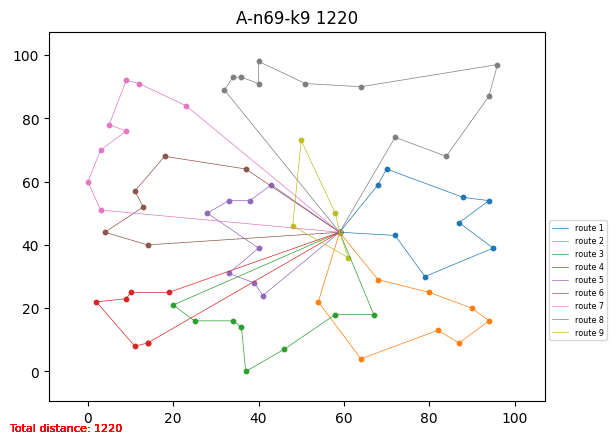 A-n69-k9 1220
100
80
60
40
20
0
0 20 40 60 80 100
route 1
route 2
route 3
route 4
route 5
route 6
route 7
route 8
route 9
Total distance: 1220